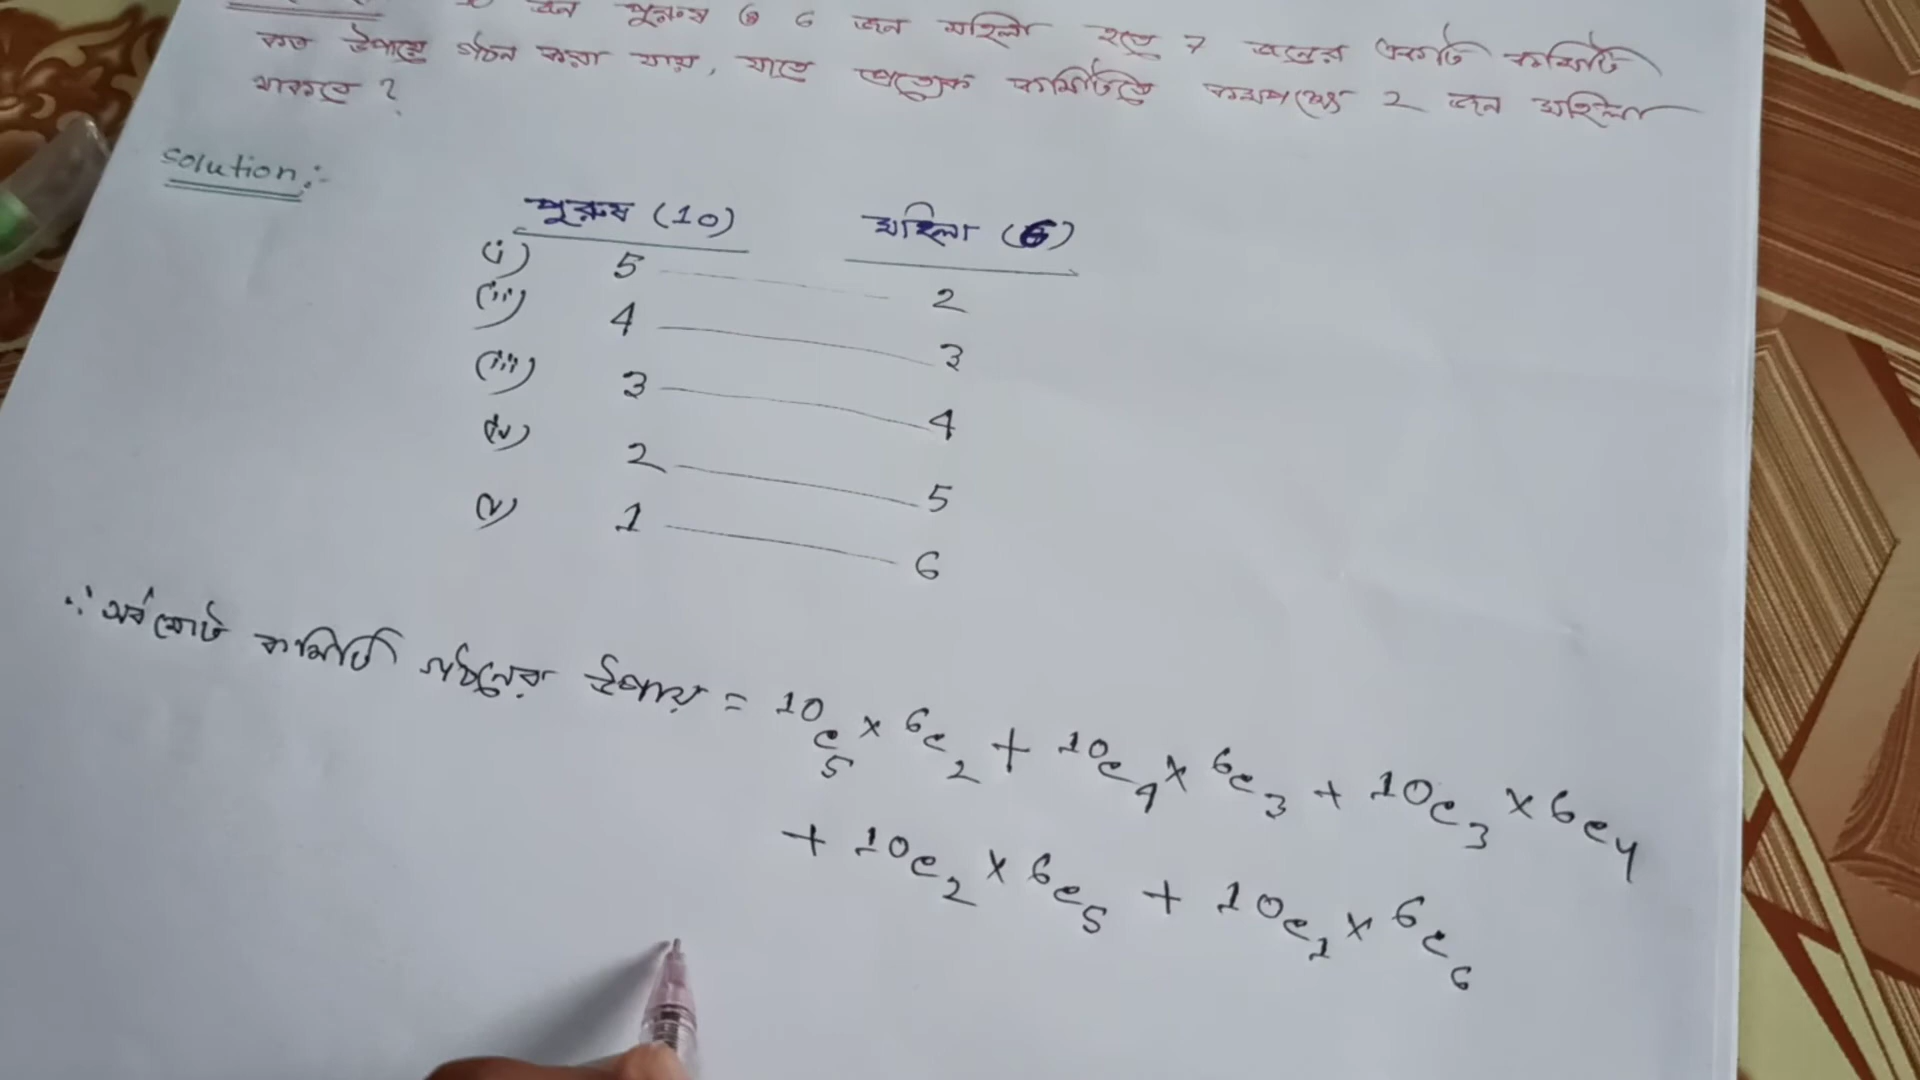 জন পুরুষ ও 6 জন মহিলা হতে 7 জনের একটি কমিটি
কত উপায়ে গঠন করা যায়, যাতে প্রত্যেক কমিটিতে কমপক্ষে 2 জন মহিলা
থাকবে ?
Solution :-
পুরুষ (10) মহিলা (6)
(i) 5 2
(ii) 4 3
(iii) 3 4
(iv) 2 5
(v) 1 6
∴ সর্বমোট কমিটি গঠনের উপায় = 10c5 × 6c2 + 10c4 × 6c3 + 10c3 × 6c4
+ 10c2 × 6c5 + 10c1 × 6c6